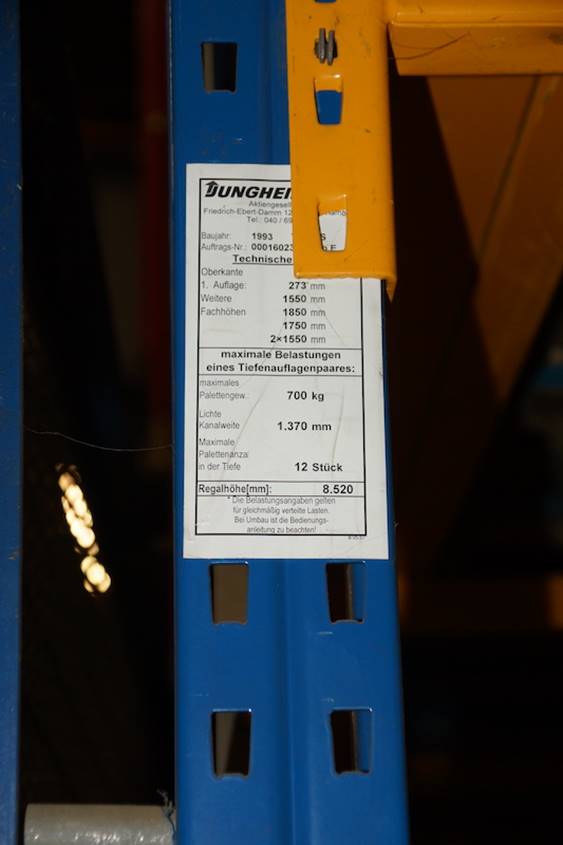 JUNGHEI
Aktiengesell
Friedrich-Ebert-Damm 12
Tel.: 040 / 69
Baujahr: 1993 S
Auftrags-Nr.: 00016023 F
Technische
Oberkante
1. Auflage: 273 mm
Weitere 1550 mm
Fachhöhen 1850 mm
1750 mm
2×1550 mm
maximale Belastungen
eines Tiefenauflagenpaares:
maximales
Palettengew.: 700 kg
Lichte
Kanalweite 1.370 mm
Maximale
Palettenanza
in der Tiefe 12 Stück
Regalhöhe[mm]: 8.520
* Die Belastungsangaben gelten
für gleichmäßig verteilte Lasten.
Bei Umbau ist die Bedienungs-
anleitung zu beachten!